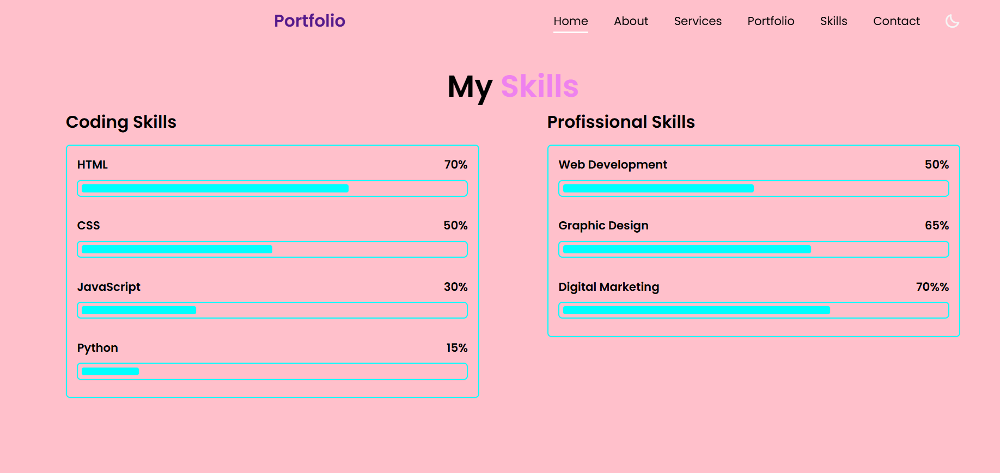 Portfolio
Home About Services Portfolio Skills Contact
My Skills
Coding Skills
HTML 70%
CSS 50%
JavaScript 30%
Python 15%
Profissional Skills
Web Development 50%
Graphic Design 65%
Digital Marketing 70%%